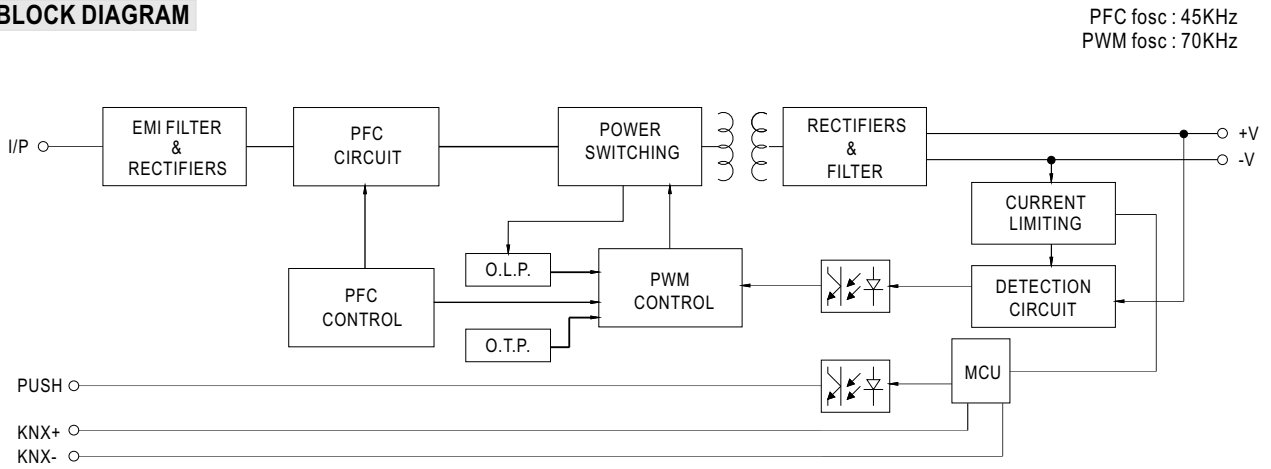 BLOCK DIAGRAM
PFC fosc : 45KHz
PWM fosc : 70KHz
I/P
EMI FILTER
&
RECTIFIERS
PFC
CIRCUIT
POWER
SWITCHING
RECTIFIERS
&
FILTER
+V
-V
CURRENT
LIMITING
O.L.P.
PWM
CONTROL
DETECTION
CIRCUIT
PFC
CONTROL
O.T.P.
MCU
PUSH
KNX+
KNX-